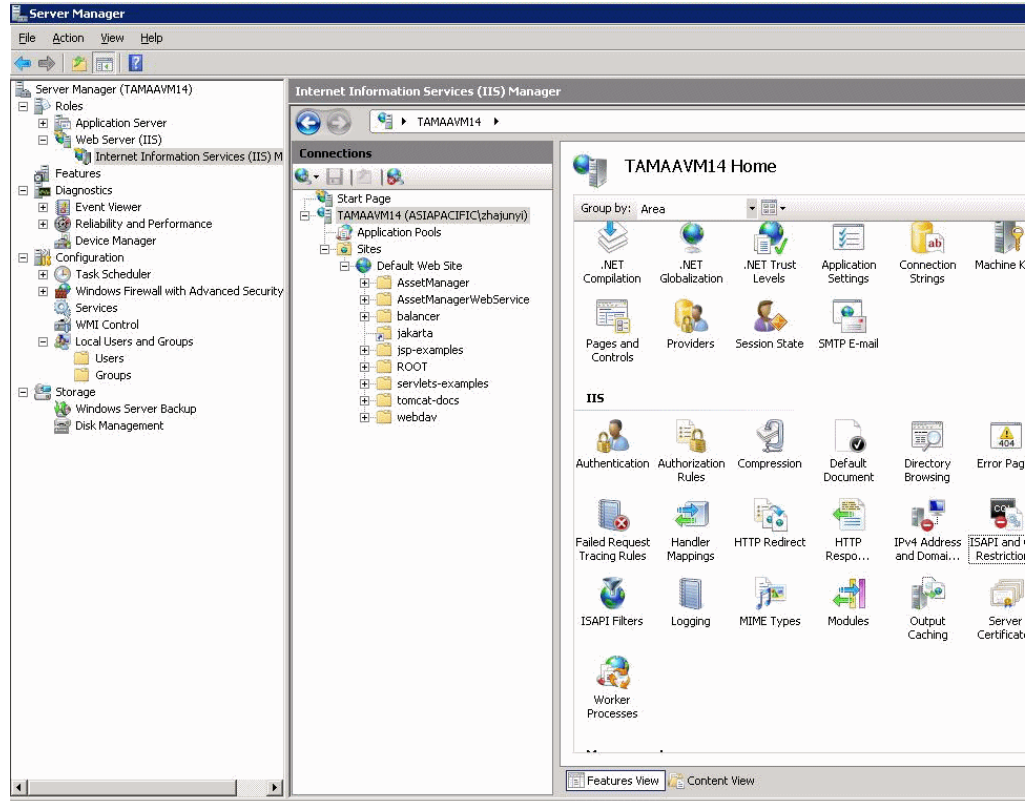 Server Manager
File Action View Help
Server Manager (TAMAAVM14)
Roles
Application Server
Web Server (IIS)
Internet Information Services (IIS) M
Features
Diagnostics
Event Viewer
Reliability and Performance
Device Manager
Configuration
Task Scheduler
Windows Firewall with Advanced Security
Services
WMI Control
Local Users and Groups
Users
Groups
Storage
Windows Server Backup
Disk Management
Internet Information Services (IIS) Manager
TAMAAVM14
Connections
Start Page
TAMAAVM14 (ASIAPACIFIC\zhajunyi)
Application Pools
Sites
Default Web Site
AssetManager
AssetManagerWebService
balancer
jakarta
jsp-examples
ROOT
servlets-examples
tomcat-docs
webdav
TAMAAVM14 Home
Group by: Area
.NET Compilation
.NET Globalization
.NET Trust Levels
Application Settings
Connection Strings
Machine K
Pages and Controls
Providers
Session State
SMTP E-mail
IIS
Authentication
Authorization Rules
Compression
Default Document
Directory Browsing
Error Pag
Failed Request Tracing Rules
Handler Mappings
HTTP Redirect
HTTP Respo...
IPv4 Address and Domai...
ISAPI and C Restriction
ISAPI Filters
Logging
MIME Types
Modules
Output Caching
Server Certificate
Worker Processes
Features View
Content View